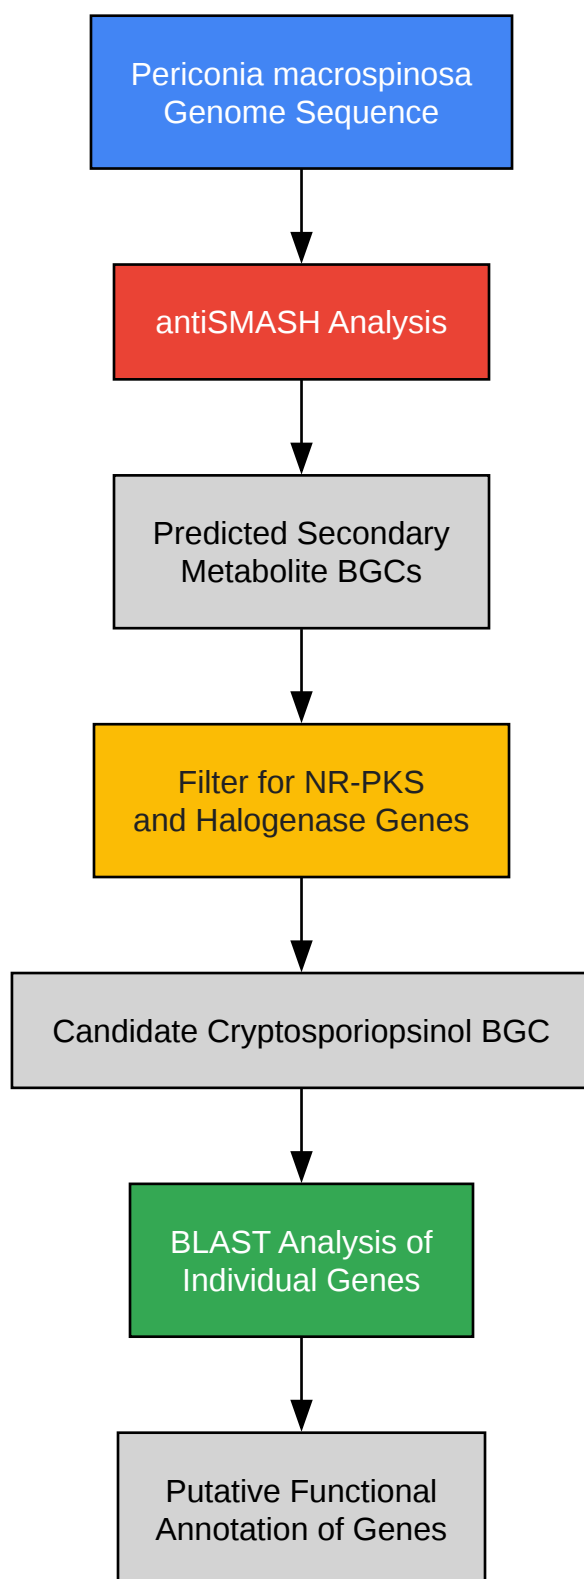 Periconia macrospinosa
Genome Sequence
antiSMASH Analysis
Predicted Secondary
Metabolite BGCs
Filter for NR-PKS
and Halogenase Genes
Candidate Cryptosporiopsinol BGC
BLAST Analysis of
Individual Genes
Putative Functional
Annotation of Genes